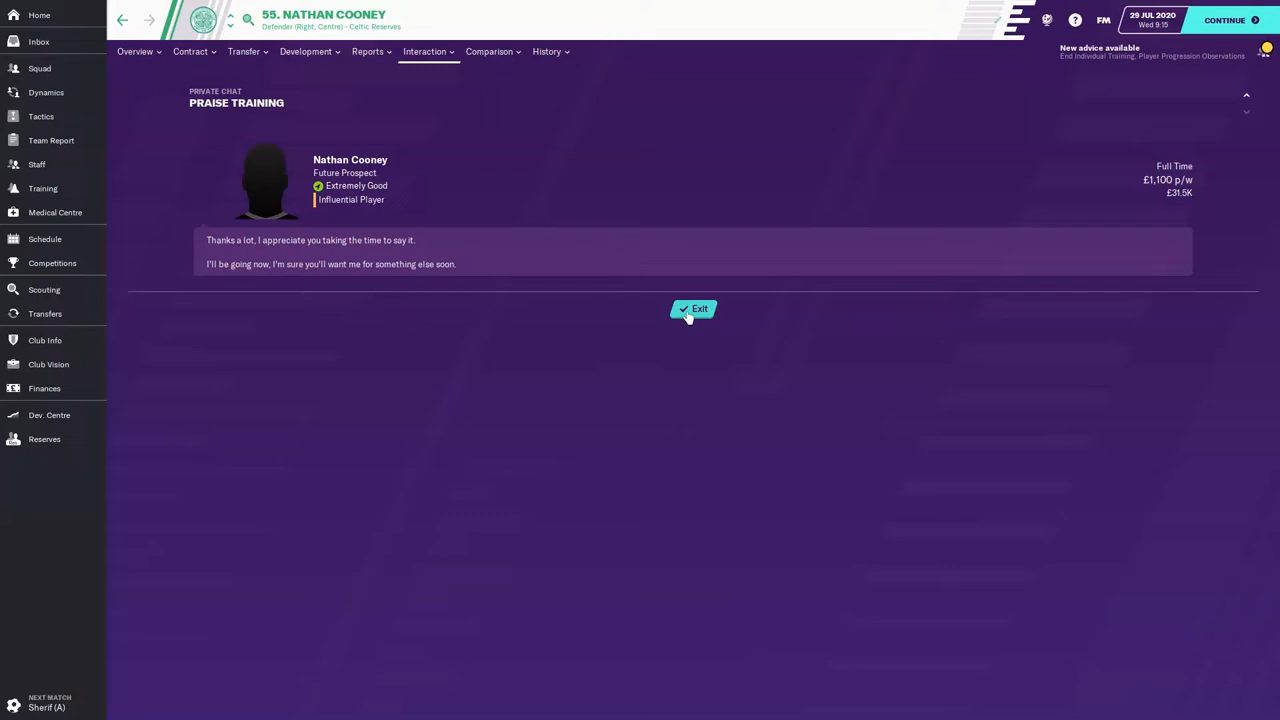 55. NATHAN COONEY
Defender (Right, Centre) - Celtic Reserves
FM
29 JUL 2020
Wed 9:15
CONTINUE
Home
Inbox
Squad
Dynamics
Tactics
Team Report
Staff
Training
Medical Centre
Schedule
Competitions
Scouting
Transfers
Club Info
Club Vision
Finances
Dev. Centre
Reserves
NEXT MATCH
Sherif (A)
Overview
Contract
Transfer
Development
Reports
Interaction
Comparison
History
New advice available
End Individual Training, Player Progression Observations
PRIVATE CHAT
PRAISE TRAINING
Nathan Cooney
Future Prospect
Extremely Good
Influential Player
Full Time
£1,100 p/w
£31.5K
Thanks a lot, I appreciate you taking the time to say it.
I'll be going now, I'm sure you'll want me for something else soon.
Exit